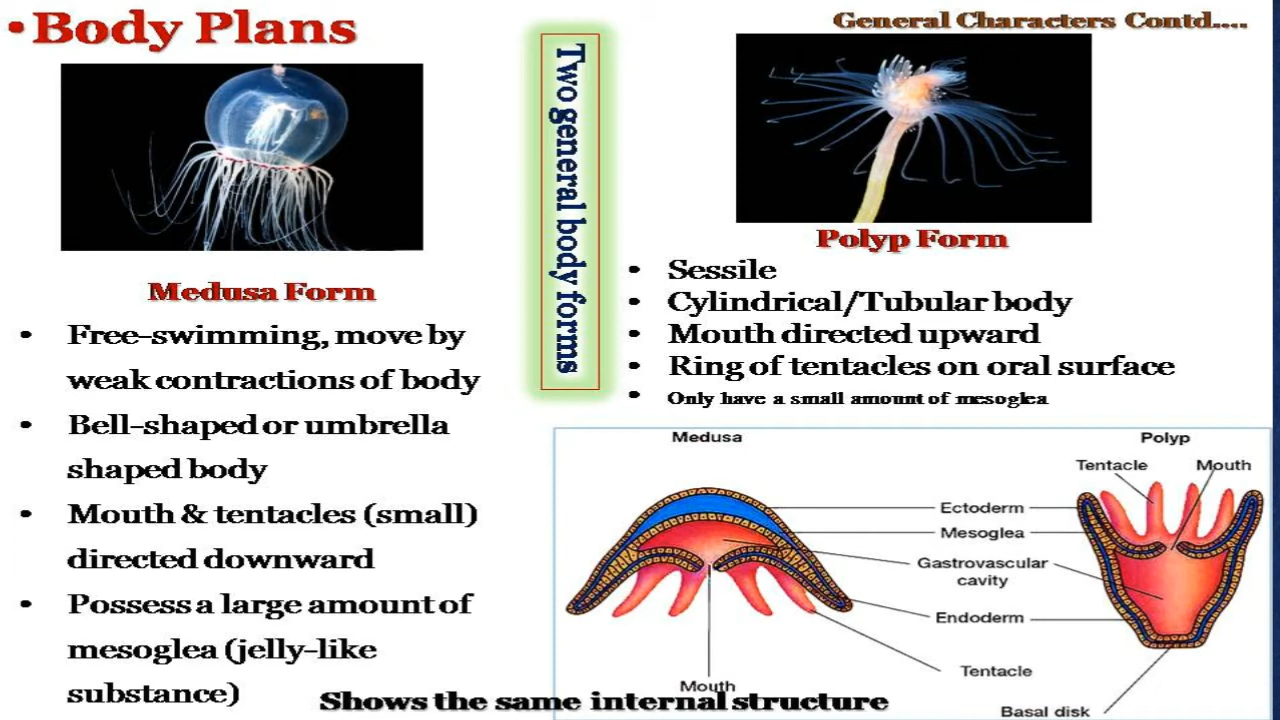 •Body Plans
General Characters Contd....
Two general body forms
Medusa Form
• Free-swimming, move by
weak contractions of body
• Bell-shaped or umbrella
shaped body
• Mouth & tentacles (small)
directed downward
• Possess a large amount of
mesoglea (jelly-like
substance)
Polyp Form
• Sessile
• Cylindrical/Tubular body
• Mouth directed upward
• Ring of tentacles on oral surface
• Only have a small amount of mesoglea
Medusa
Polyp
Tentacle
Mouth
Ectoderm
Mesoglea
Gastrovascular
cavity
Endoderm
Tentacle
Mouth
Basal disk
Shows the same internal structure